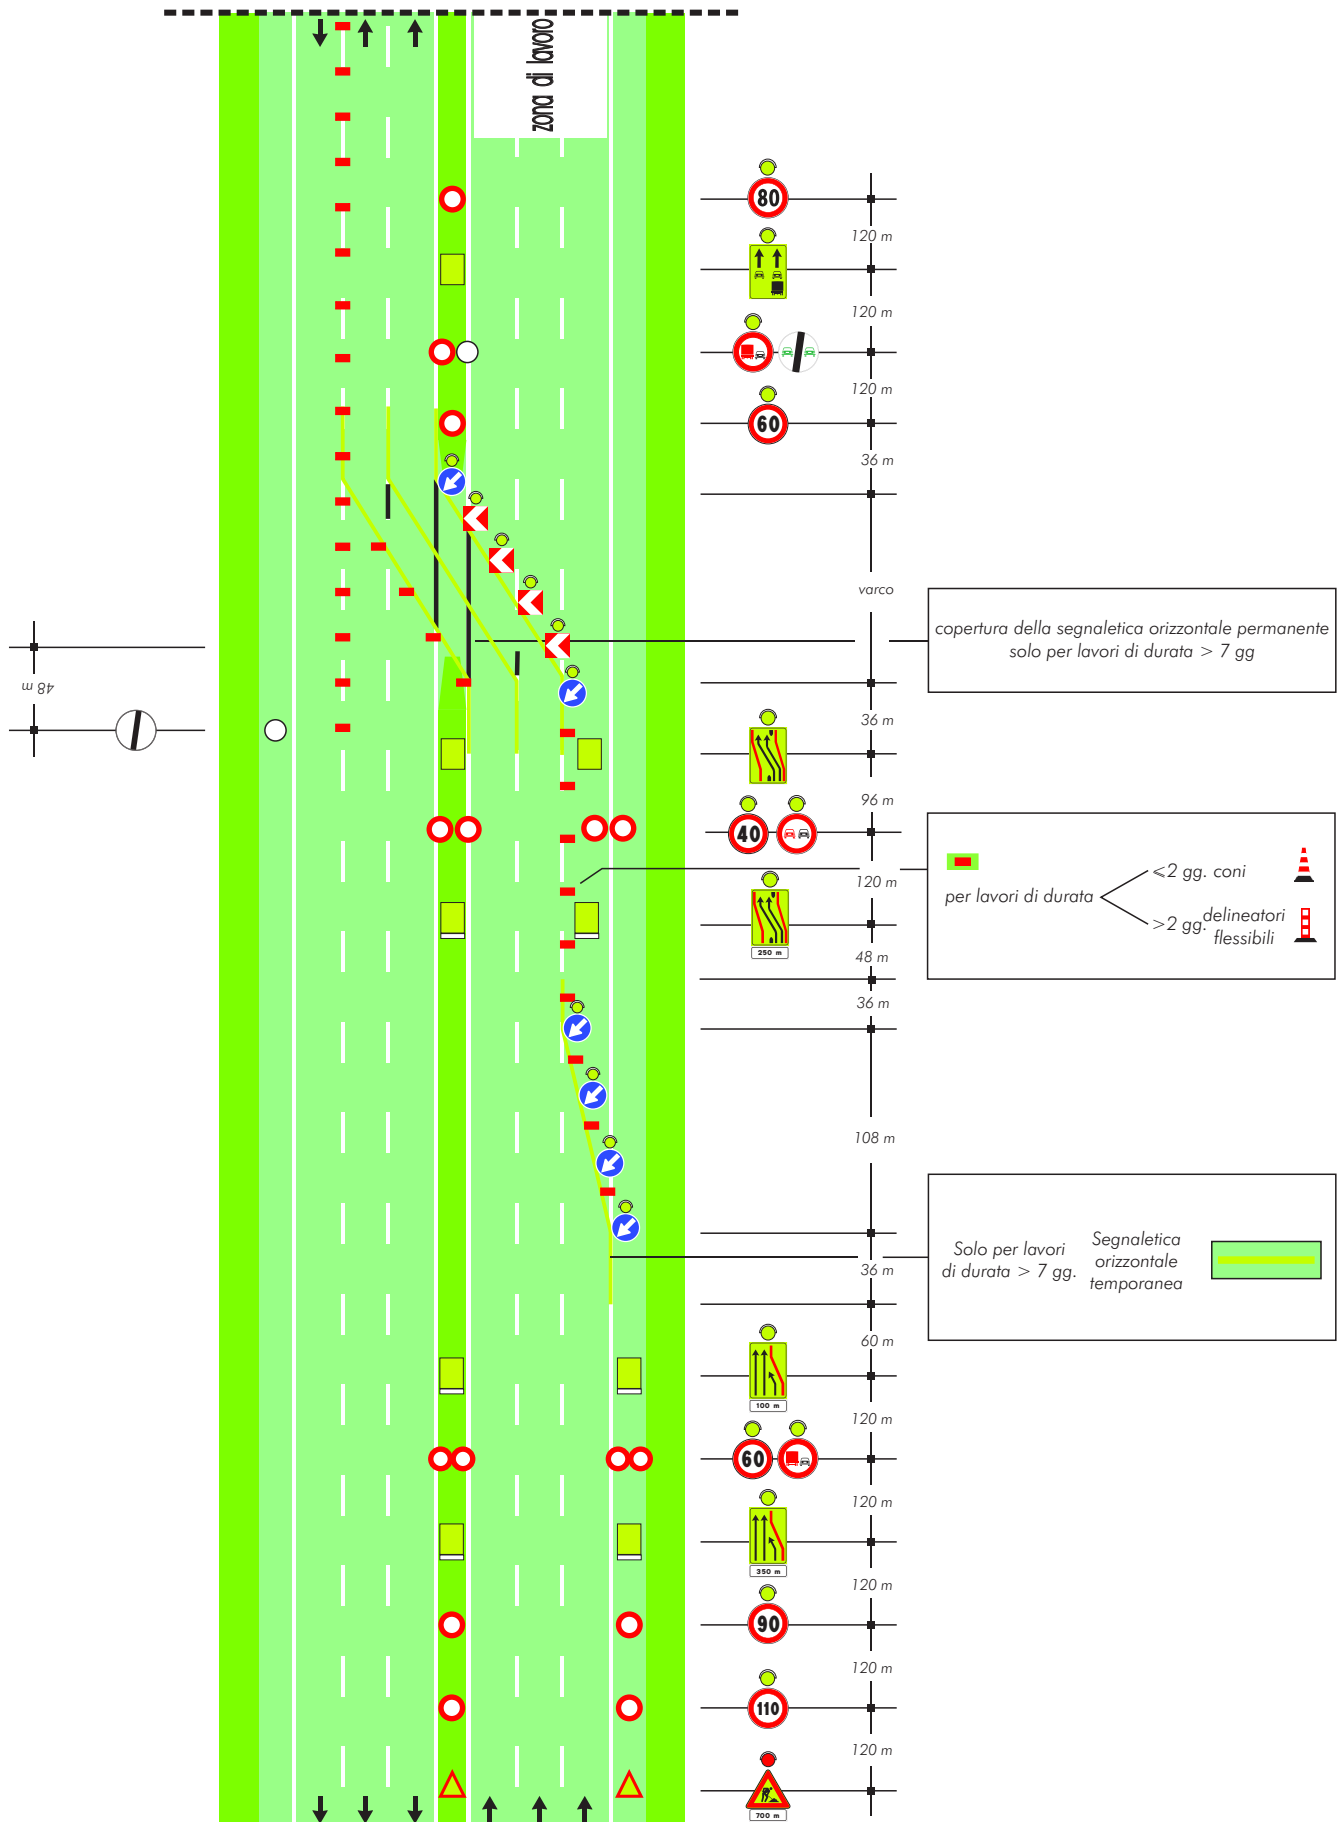 zona di lavoro
80
120 m
120 m
120 m
60
36 m
varco
copertura della segnaletica orizzontale permanente
solo per lavori di durata > 7 gg
48 m
36 m
96 m
40
120 m
per lavori di durata
⩽2 gg. coni
>2 gg.
delineatori
flessibili
250 m
48 m
36 m
108 m
Solo per lavori
di durata > 7 gg.
Segnaletica
orizzontale
temporanea
36 m
60 m
100 m
120 m
60
120 m
350 m
120 m
90
120 m
110
120 m
700 m